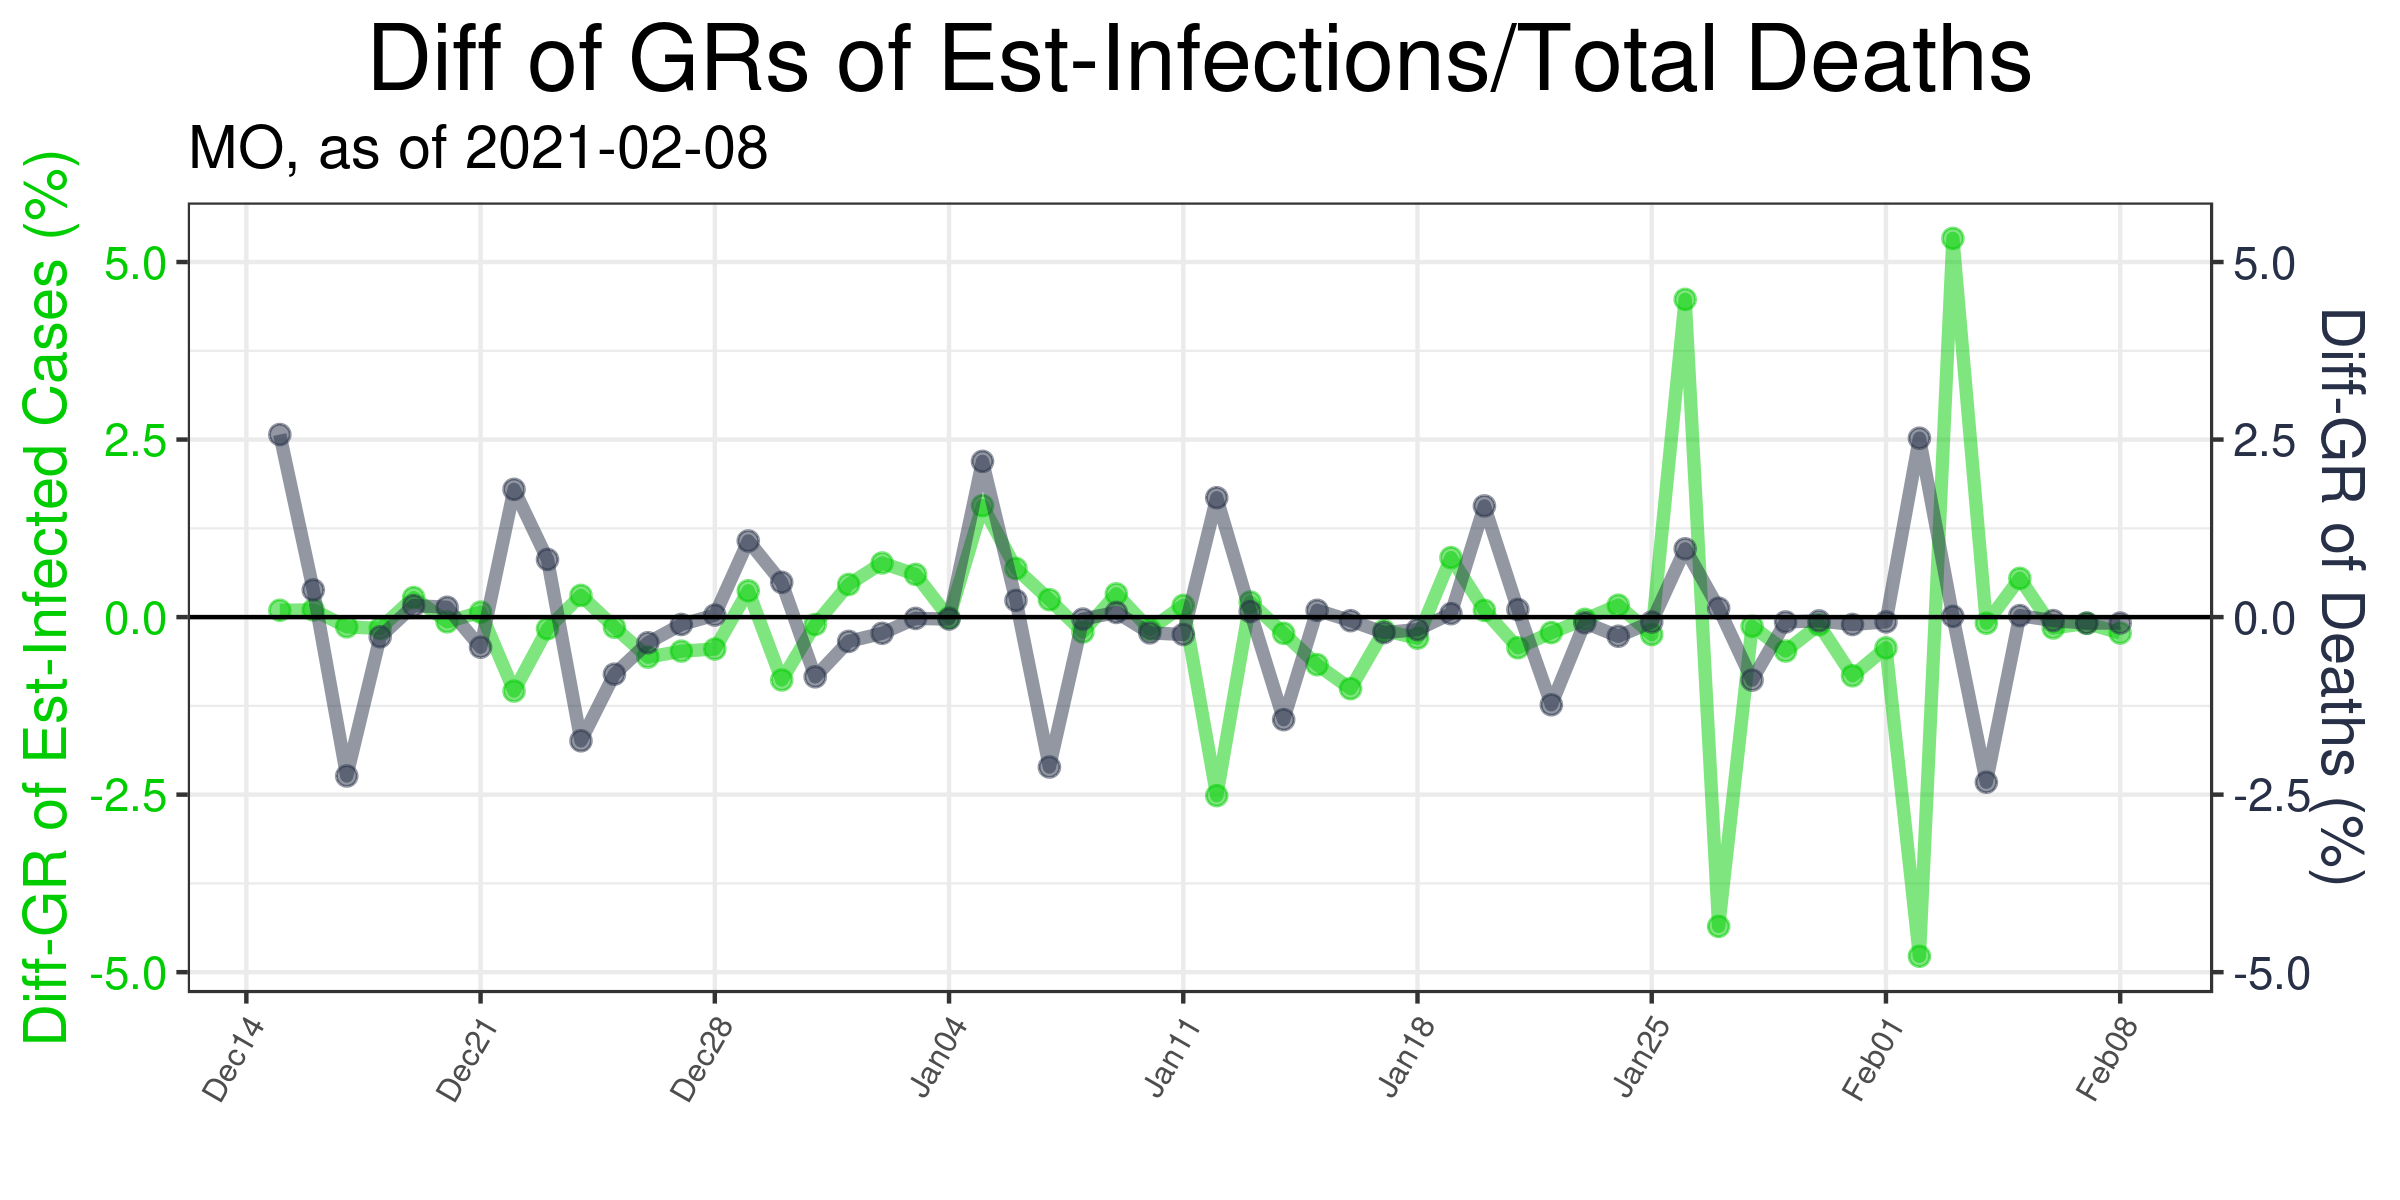 Diff of GRs of Est-Infections/Total Deaths
MO, as of 2021-02-08
Diff-GR of Est-Infected Cases (%)
5.0
2.5
0.0
-2.5
-5.0
5.0
2.5
0.0
-2.5
-5.0
Diff-GR of Deaths (%)
Dec14
Dec21
Dec28
Jan04
Jan11
Jan18
Jan25
Feb01
Feb08